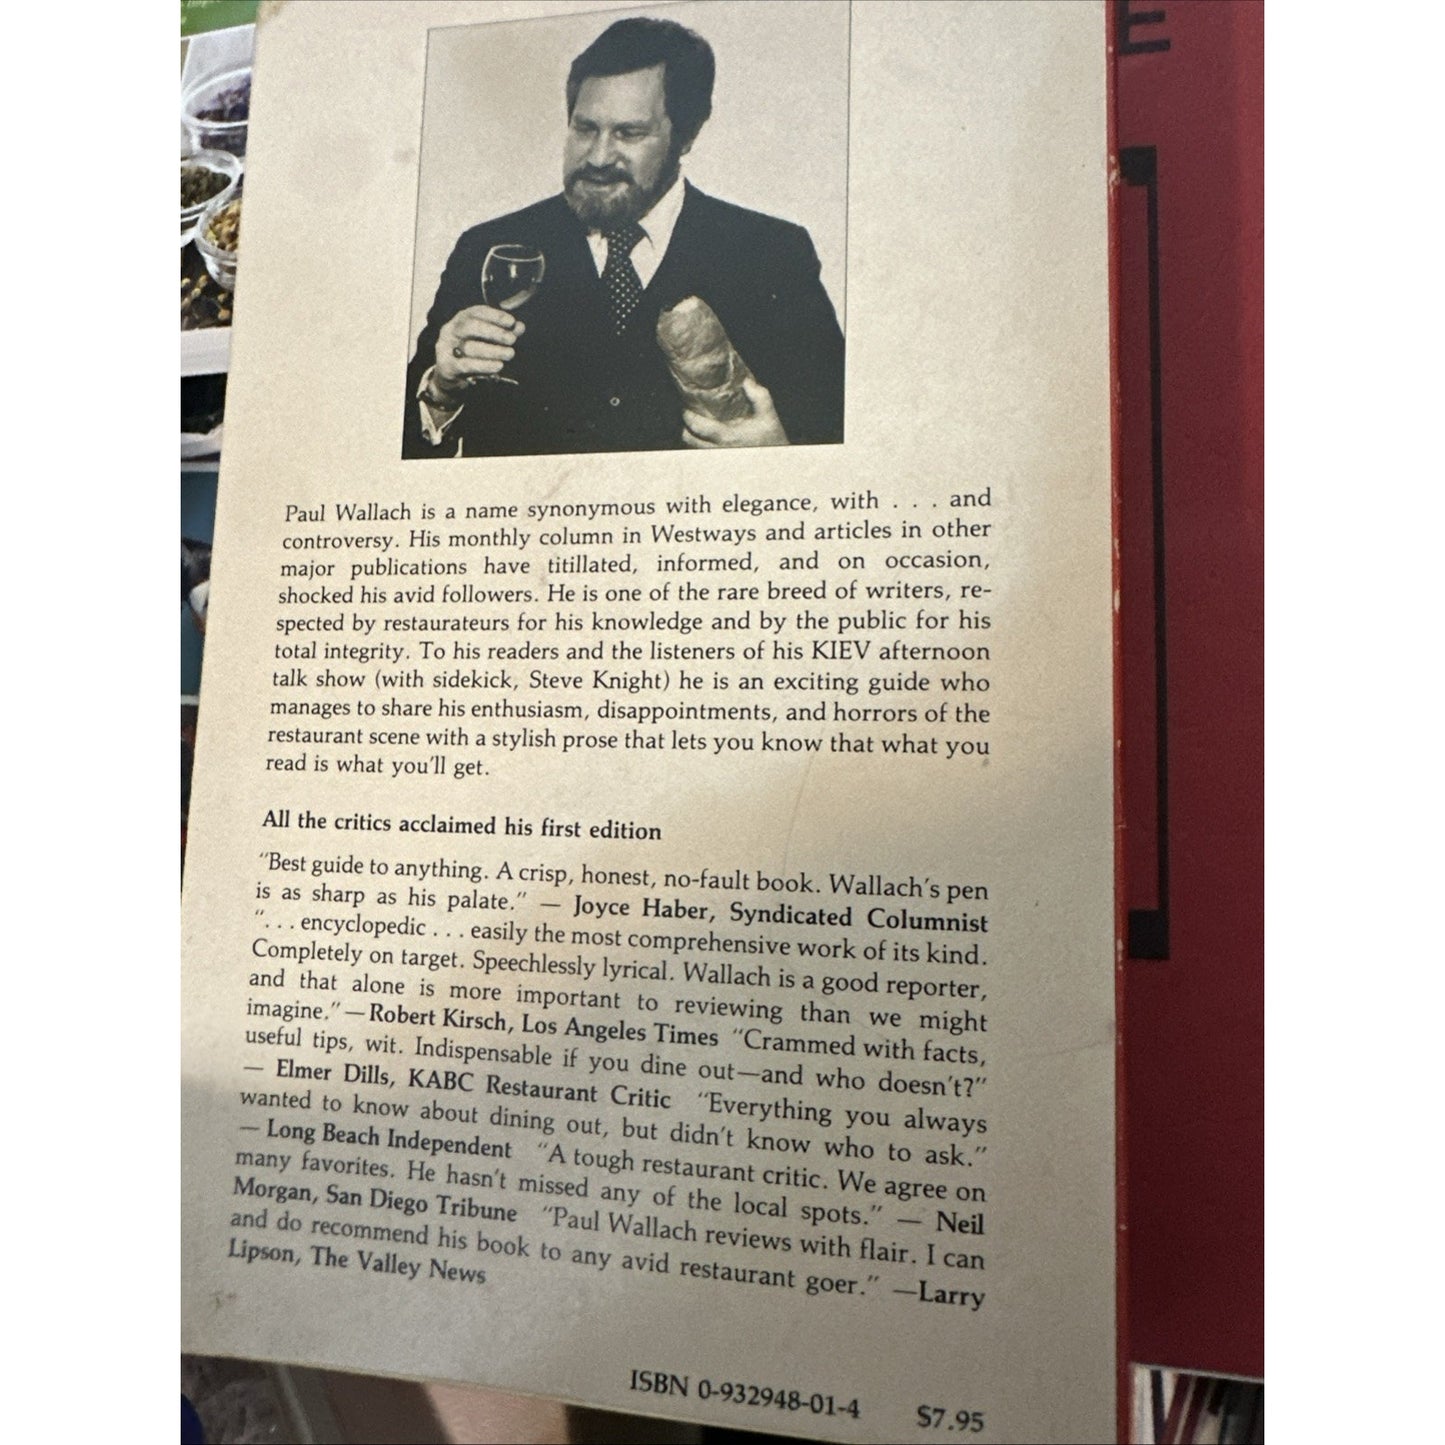 E
Paul Wallach is a name synonymous with elegance, with . . . and
controversy. His monthly column in Westways and articles in other
major publications have titillated, informed, and on occasion,
shocked his avid followers. He is one of the rare breed of writers, re-
spected by restaurateurs for his knowledge and by the public for his
total integrity. To his readers and the listeners of his KIEV afternoon
talk show (with sidekick, Steve Knight) he is an exciting guide who
manages to share his enthusiasm, disappointments, and horrors of the
restaurant scene with a stylish prose that lets you know that what you
read is what you'll get.
All the critics acclaimed his first edition
"Best guide to anything. A crisp, honest, no-fault book. Wallach's pen
is as sharp as his palate." — Joyce Haber, Syndicated Columnist
". . . encyclopedic . . . easily the most comprehensive work of its kind.
Completely on target. Speechlessly lyrical. Wallach is a good reporter,
and that alone is more important to reviewing than we might
imagine." — Robert Kirsch, Los Angeles Times "Crammed with facts,
useful tips, wit. Indispensable if you dine out—and who doesn't?"
— Elmer Dills, KABC Restaurant Critic "Everything you always
wanted to know about dining out, but didn't know who to ask."
— Long Beach Independent "A tough restaurant critic. We agree on
many favorites. He hasn't missed any of the local spots." — Neil
Morgan, San Diego Tribune "Paul Wallach reviews with flair. I can
and do recommend his book to any avid restaurant goer." —Larry
Lipson, The Valley News
ISBN 0-932948-01-4 $7.95